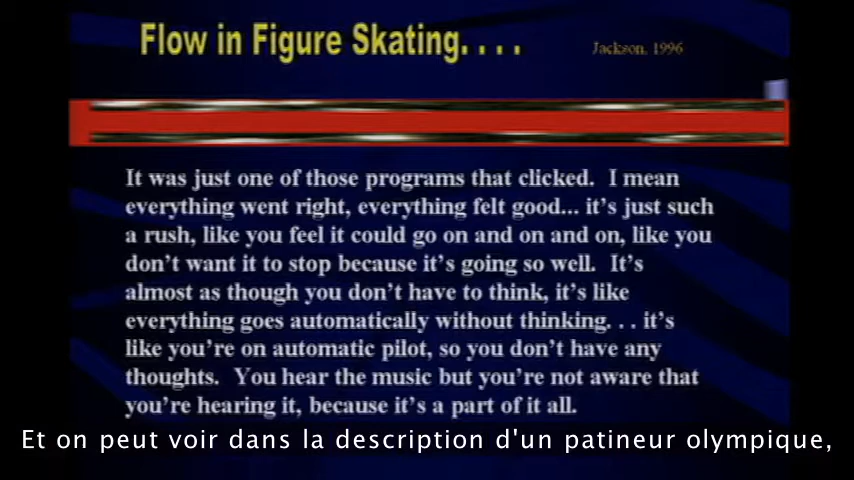 Flow in Figure Skating. . . .
Jackson, 1996
It was just one of those programs that clicked. I mean
everything went right, everything felt good... it's just such
a rush, like you feel it could go on and on and on, like you
don't want it to stop because it's going so well. It's
almost as though you don't have to think, it's like
everything goes automatically without thinking. . . it's
like you're on automatic pilot, so you don't have any
thoughts. You hear the music but you're not aware that
you're hearing it, because it's a part of it all.
Et on peut voir dans la description d'un patineur olympique,